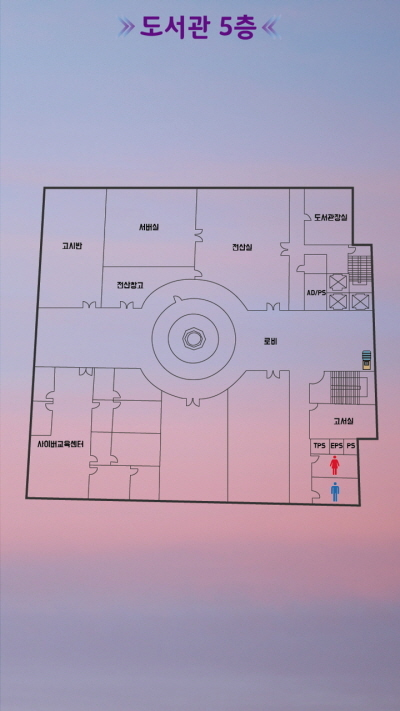 도서관 5층
도서관장실
서버실
고시반
전산실
전산창고
AD/PS
로비
고서실
사이버교육센터
TPS EPS PS